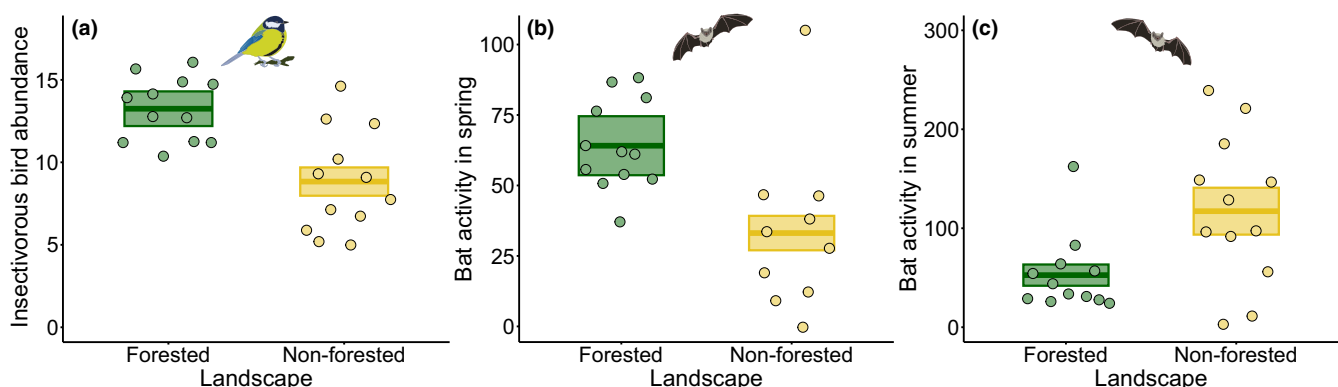 (a)
Insectivorous bird abundance
15
10
5
0
Forested
Non-forested
Landscape
(b)
Bat activity in spring
100
75
50
25
0
Forested
Non-forested
Landscape
(c)
Bat activity in summer
300
200
100
0
Forested
Non-forested
Landscape